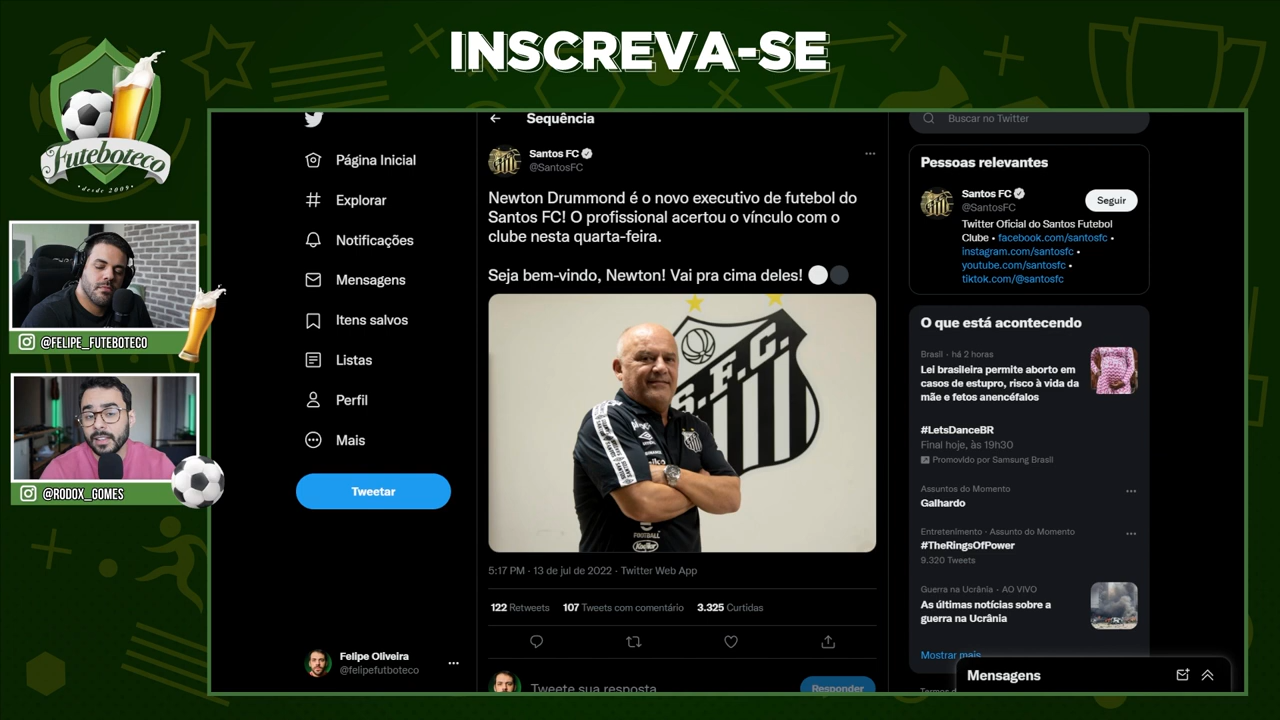 INSCREVA-SE
Futeboteco
desde 2009
@FELIPE_FUTEBOTECO
@RODOX_GOMES
Página Inicial
Explorar
Notificações
Mensagens
Itens salvos
Listas
Perfil
Mais
Tweetar
Felipe Oliveira
@felipefutboteco
Sequência
Santos FC
@SantosFC
Newton Drummond é o novo executivo de futebol do
Santos FC! O profissional acertou o vínculo com o
clube nesta quarta-feira.
Seja bem-vindo, Newton! Vai pra cima deles!
S.F.C.
FOOTBALL
5:17 PM · 13 de jul de 2022 · Twitter Web App
122 Retweets 107 Tweets com comentário 3.325 Curtidas
Tweete sua resposta
Responder
Buscar no Twitter
Pessoas relevantes
Santos FC
@SantosFC
Seguir
Twitter Oficial do Santos Futebol
Clube • facebook.com/santosfc •
instagram.com/santosfc •
youtube.com/santosfc •
tiktok.com/@santosfc
O que está acontecendo
Brasil · há 2 horas
Lei brasileira permite aborto em
casos de estupro, risco à vida da
mãe e fetos anencéfalos
#LetsDanceBR
Final hoje, às 19h30
Promovido por Samsung Brasil
Assuntos do Momento
Galhardo
Entretenimento · Assunto do Momento
#TheRingsOfPower
9.320 Tweets
Guerra na Ucrânia · AO VIVO
As últimas notícias sobre a
guerra na Ucrânia
Mostrar mais
Mensagens